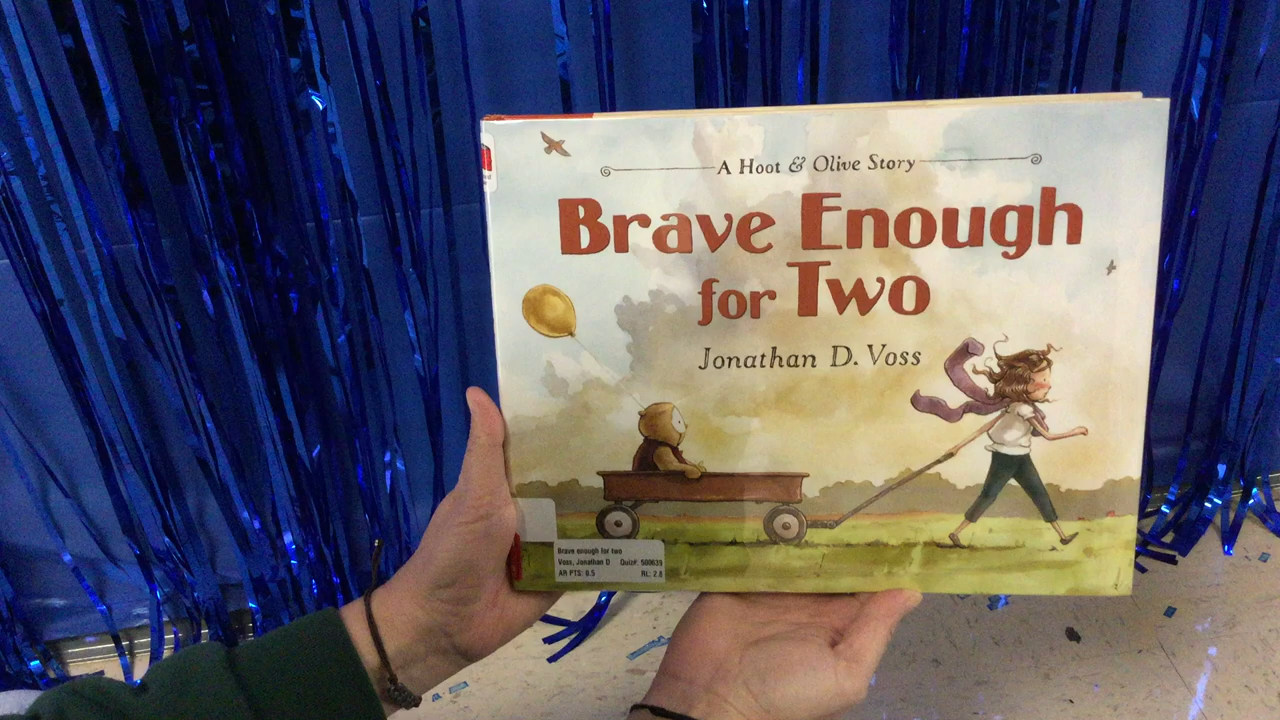 A Hoot & Olive Story
Brave Enough
for Two
Jonathan D. Voss
Brave enough for two
Voss, Jonathan D Quiz#: 500639
AR PTS: 0.5 RL: 2.8